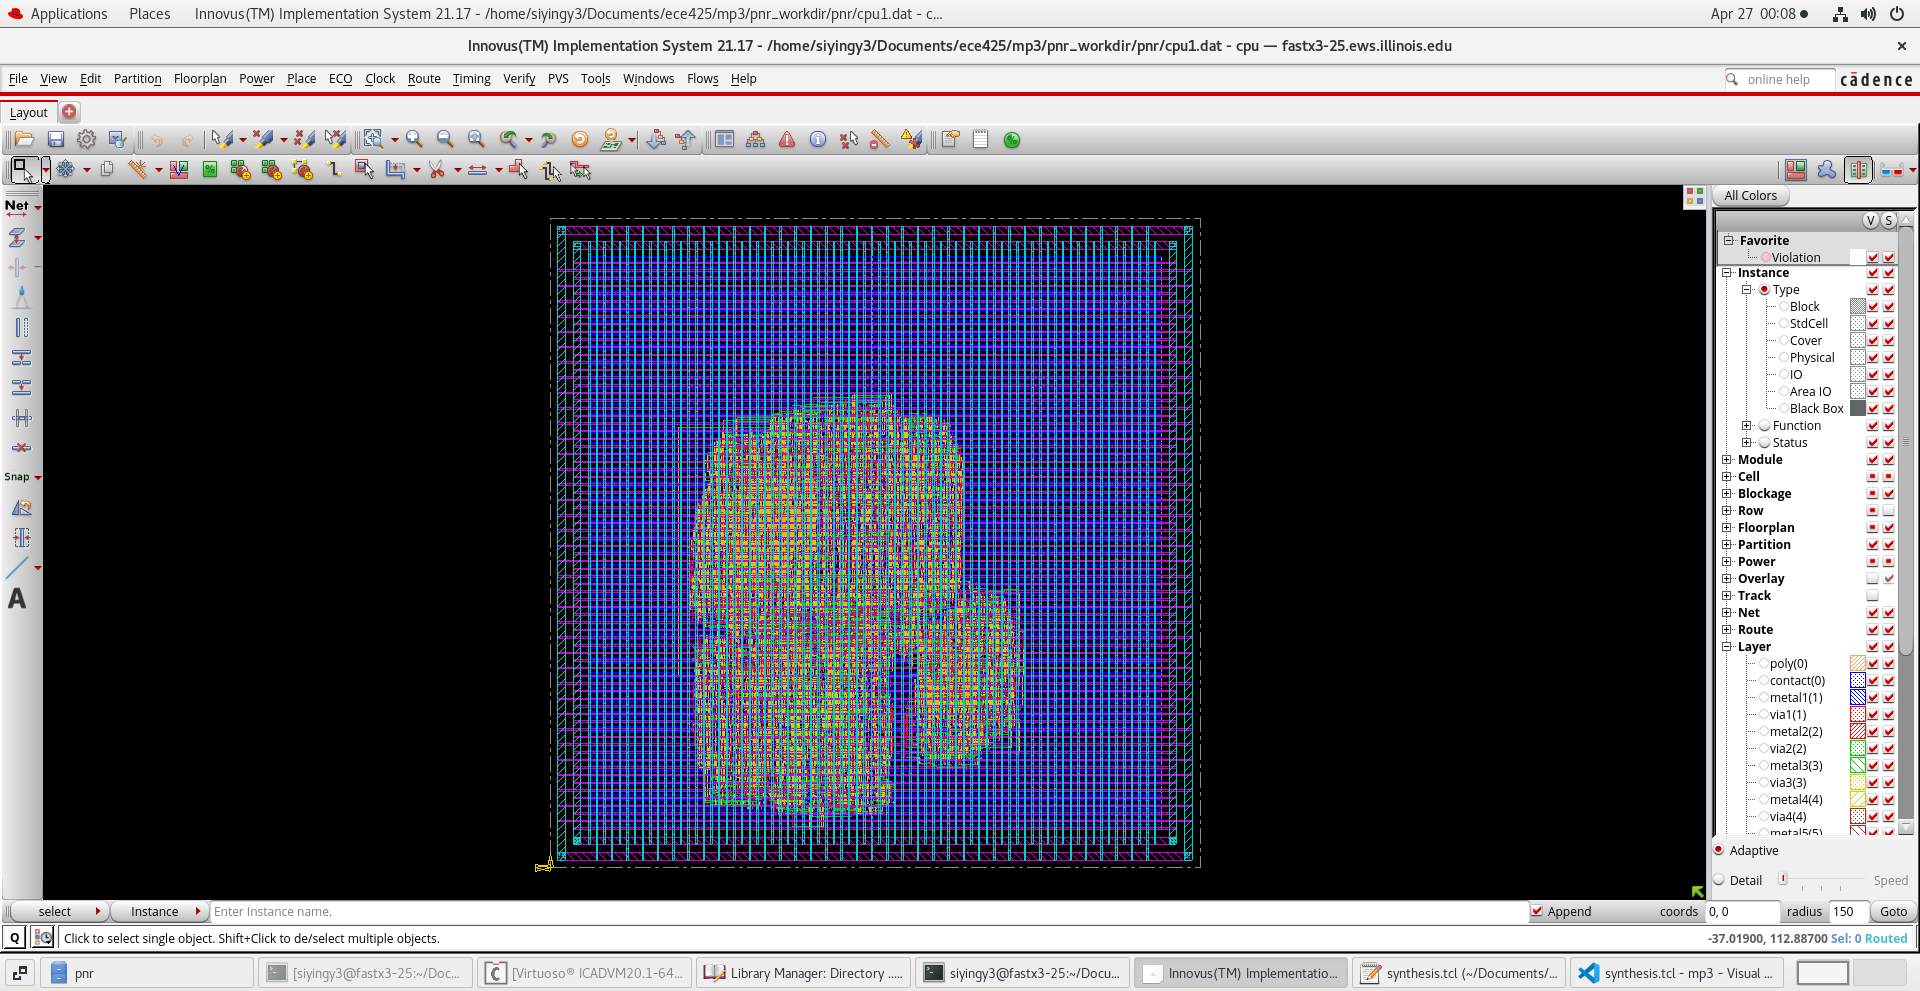 Applications Places Innovus(TM) Implementation System 21.17 - /home/siyingy3/Documents/ece425/mp3/pnr_workdir/pnr/cpu1.dat - c... Apr 27 00:08
Innovus(TM) Implementation System 21.17 - /home/siyingy3/Documents/ece425/mp3/pnr_workdir/pnr/cpu1.dat - cpu — fastx3-25.ews.illinois.edu ×
File View Edit Partition Floorplan Power Place ECO Clock Route Timing Verify PVS Tools Windows Flows Help online help cādence
Layout
Net
Snap
A
All Colors
V S
Favorite
Violation
Instance
Type
Block
StdCell
Cover
Physical
IO
Area IO
Black Box
Function
Status
Module
Cell
Blockage
Row
Floorplan
Partition
Power
Overlay
Track
Net
Route
Layer
poly(0)
contact(0)
metal1(1)
via1(1)
metal2(2)
via2(2)
metal3(3)
via3(3)
metal4(4)
via4(4)
metal5(5)
Adaptive
Detail Speed
select Instance Enter Instance name. Append coords 0, 0 radius 150 Goto
Q Click to select single object. Shift+Click to de/select multiple objects. -37.01900, 112.88700 Sel: 0 Routed
pnr [siyingy3@fastx3-25:~/Doc... [Virtuoso® ICADVM20.1-64... Library Manager: Directory ..... siyingy3@fastx3-25:~/Docu... Innovus(TM) Implementatio... synthesis.tcl (~/Documents/... synthesis.tcl - mp3 - Visual ...